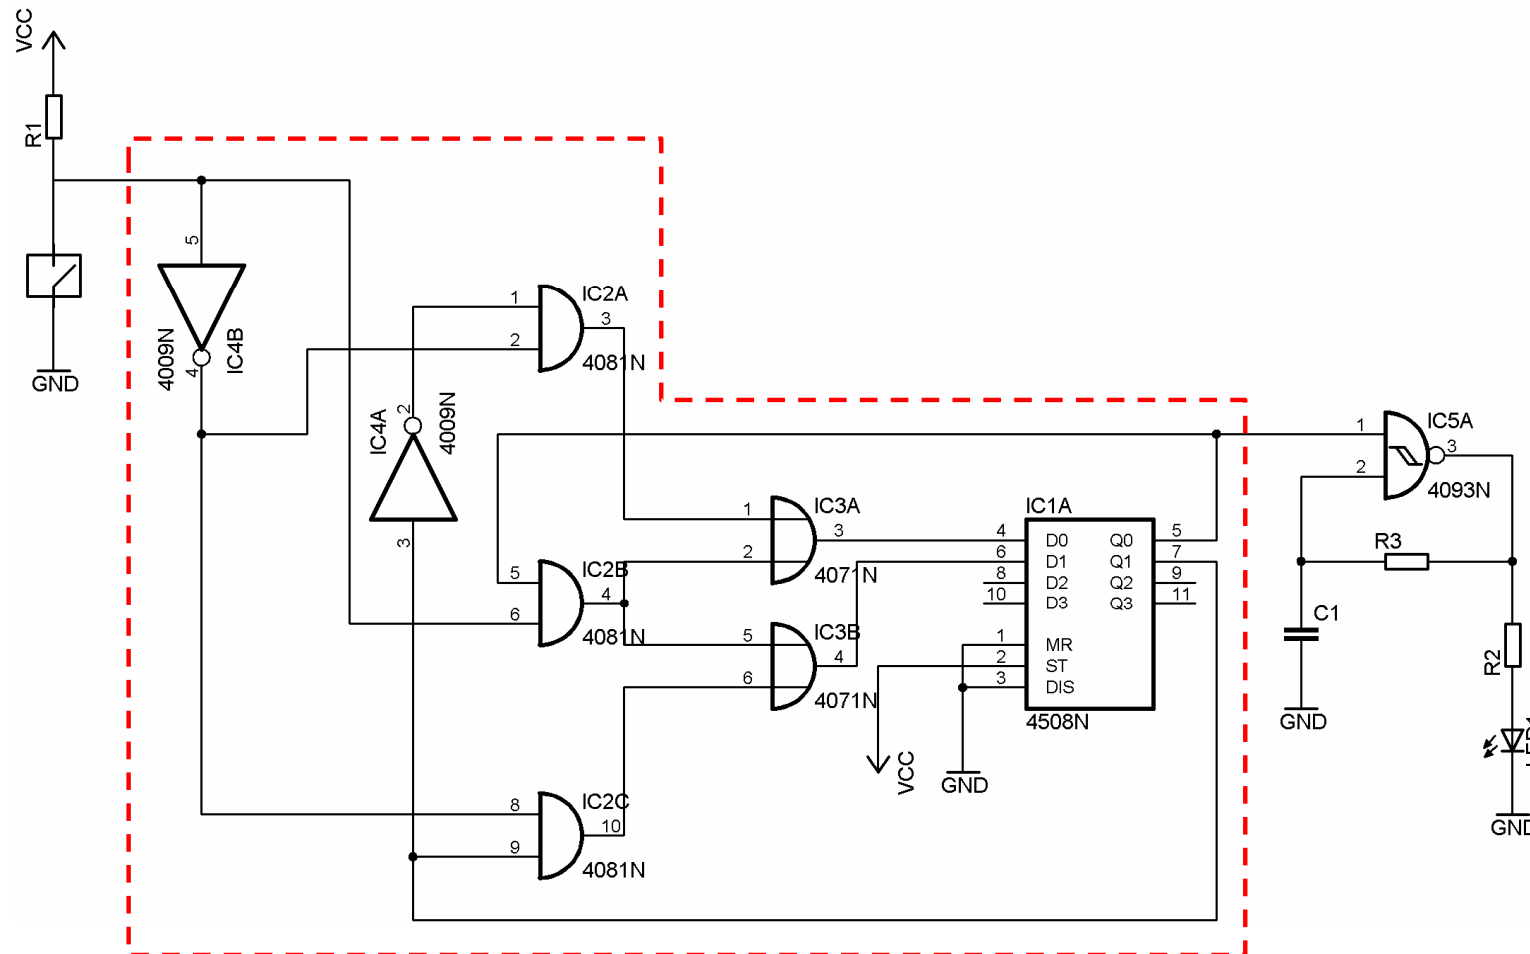 VCC
R1
GND
5
4009N
IC4B
4
IC4A
2
4009N
3
1
IC2A
2
3
4081N
5
IC2B
6
4
4081N
8
IC2C
9
10
4081N
1
IC3A
2
3
4071N
5
IC3B
6
4
4071N
IC1A
4 D0 Q0 5
6 D1 Q1 7
8 D2 Q2 9
10 D3 Q3 11
1 MR
2 ST
3 DIS
4508N
VCC
GND
1
IC5A
2
3
4093N
R3
C1
GND
R2
GND